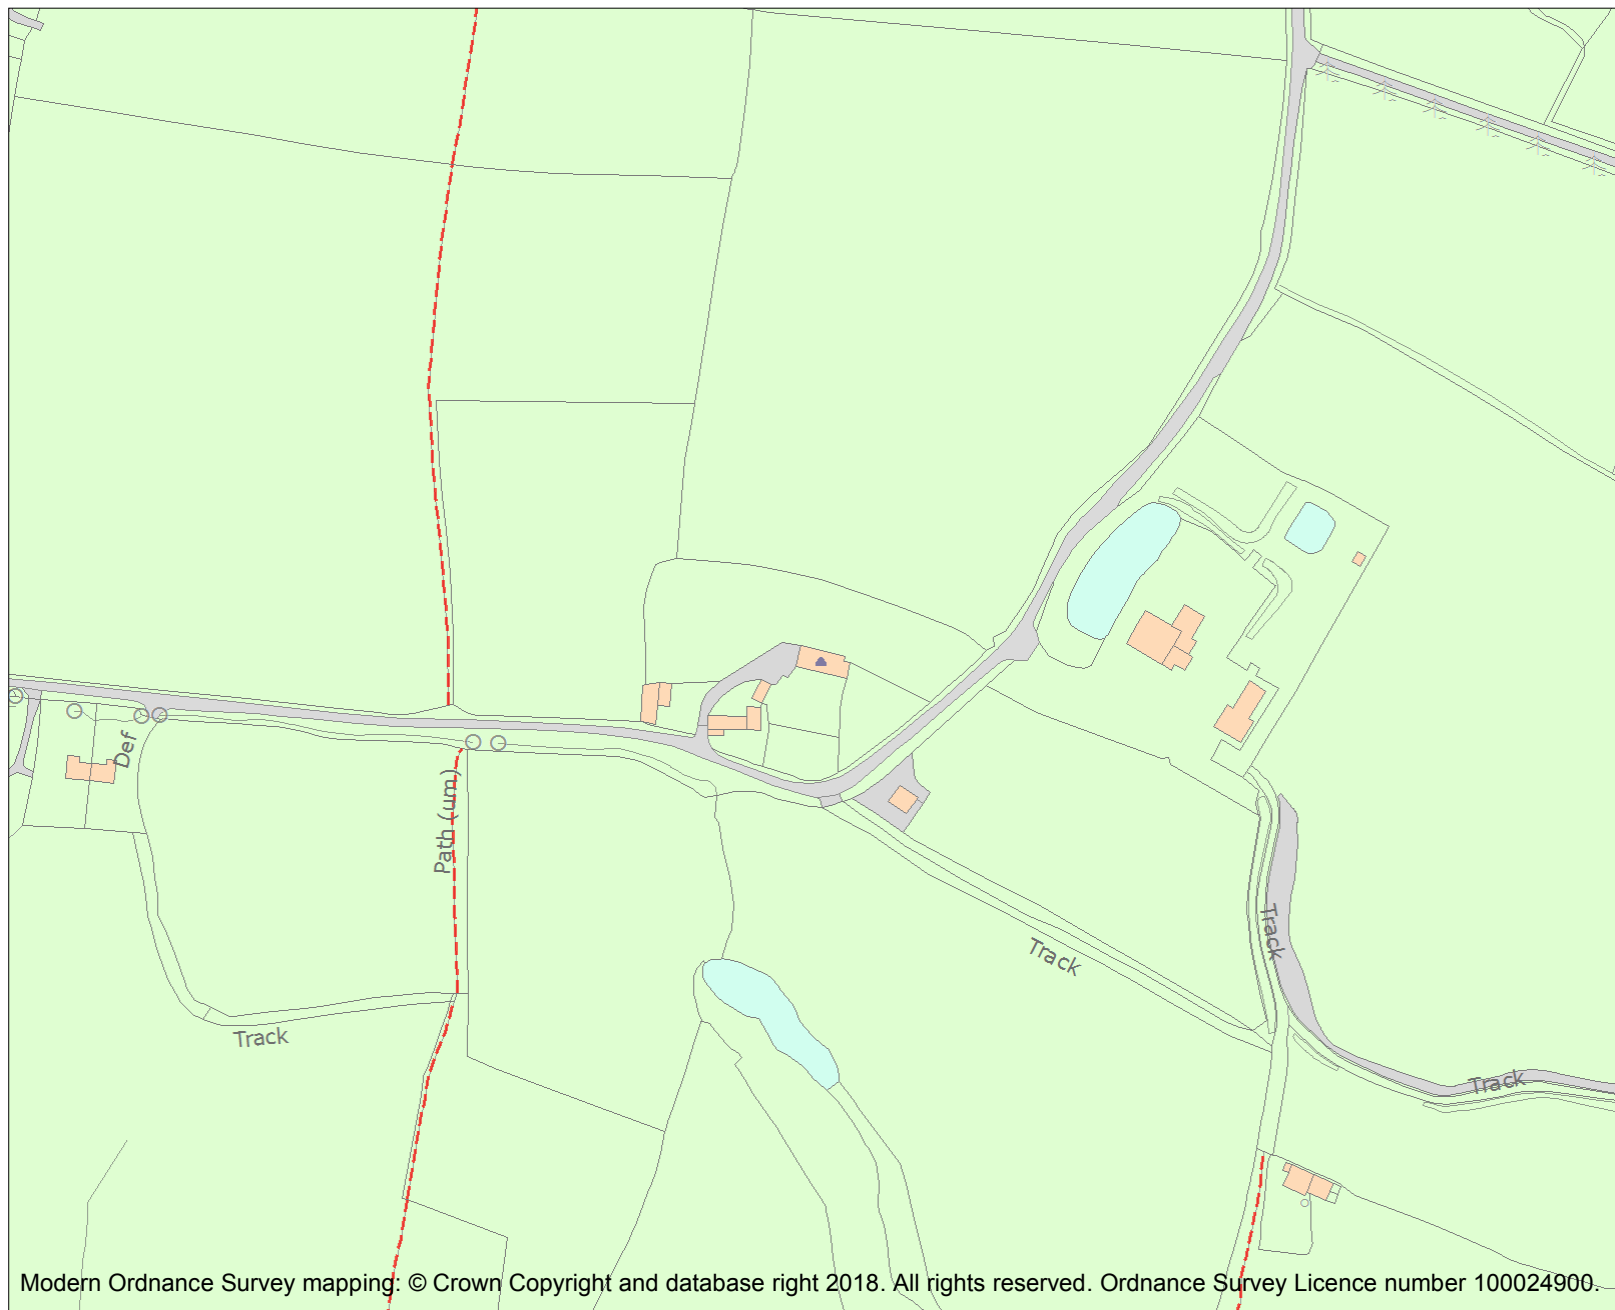 Def
Path (um)
Track
Track
Track
Track
Modern Ordnance Survey mapping: © Crown Copyright and database right 2018. All rights reserved. Ordnance Survey Licence number 100024900.